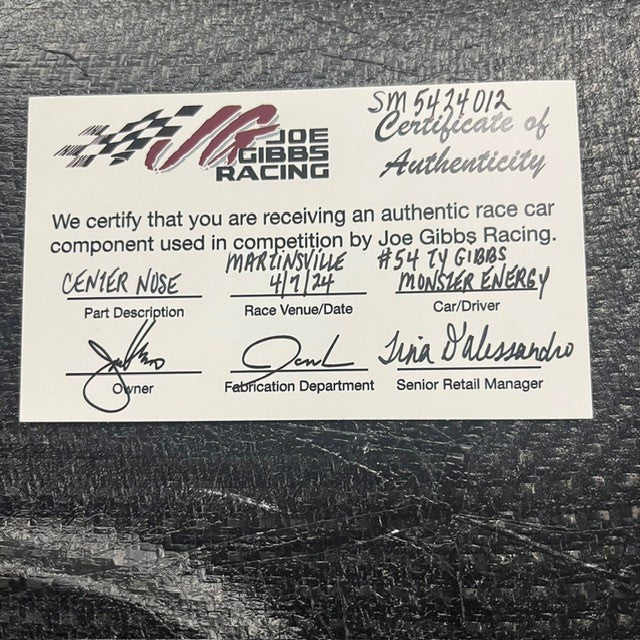 SM5424012
JG JOE
GIBBS
RACING
Certificate of
Authenticity
We certify that you are receiving an authentic race car
component used in competition by Joe Gibbs Racing.
CENTER NOSE
Part Description
MARTINSVILLE
4/7/24
Race Venue/Date
#54 TY GIBBS
MONSTER ENERGY
Car/Driver
Owner
Fabrication Department
Tina D'Alessandro
Senior Retail Manager